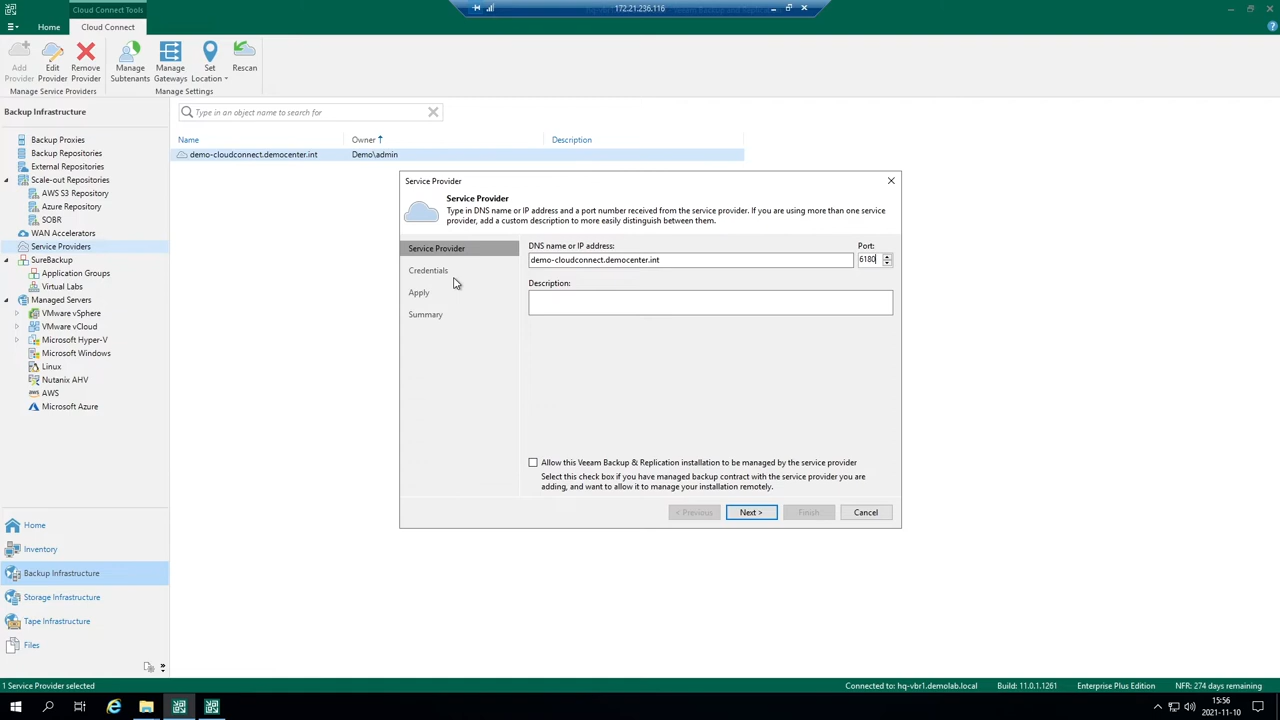 Cloud Connect Tools
172.21.236.116
Home
Cloud Connect
Add Provider
Edit Provider
Remove Provider
Manage Subtenants
Manage Gateways
Set Location
Rescan
Manage Service Providers
Manage Settings
Backup Infrastructure
Type in an object name to search for
Name
Owner
Description
demo-cloudconnect.democenter.int
Demo\admin
Backup Proxies
Backup Repositories
External Repositories
Scale-out Repositories
AWS S3 Repository
Azure Repository
SOBR
WAN Accelerators
Service Providers
SureBackup
Application Groups
Virtual Labs
Managed Servers
VMware vSphere
VMware vCloud
Microsoft Hyper-V
Microsoft Windows
Linux
Nutanix AHV
AWS
Microsoft Azure
Service Provider
Service Provider
Type in DNS name or IP address and a port number received from the service provider. If you are using more than one service
provider, add a custom description to more easily distinguish between them.
Service Provider
Credentials
Apply
Summary
DNS name or IP address:
Port:
demo-cloudconnect.democenter.int
6180
Description:
Allow this Veeam Backup & Replication installation to be managed by the service provider
Select this check box if you have managed backup contract with the service provider you are
adding, and want to allow it to manage your installation remotely.
< Previous
Next >
Finish
Cancel
Home
Inventory
Backup Infrastructure
Storage Infrastructure
Tape Infrastructure
Files
1 Service Provider selected
Connected to: hq-vbr1.demolab.local
Build: 11.0.1.1261
Enterprise Plus Edition
NFR: 274 days remaining
15:56
2021-11-10